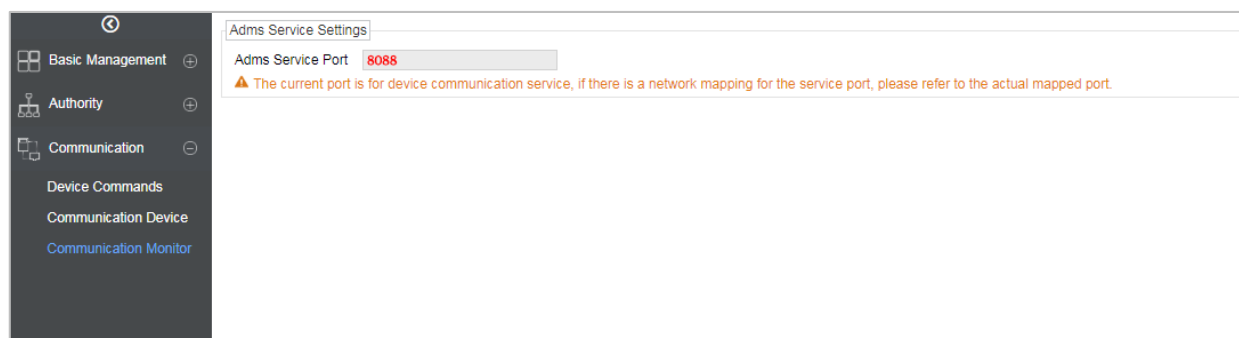 Basic Management
Authority
Communication
Device Commands
Communication Device
Communication Monitor
Adms Service Settings
Adms Service Port 8088
The current port is for device communication service, if there is a network mapping for the service port, please refer to the actual mapped port.